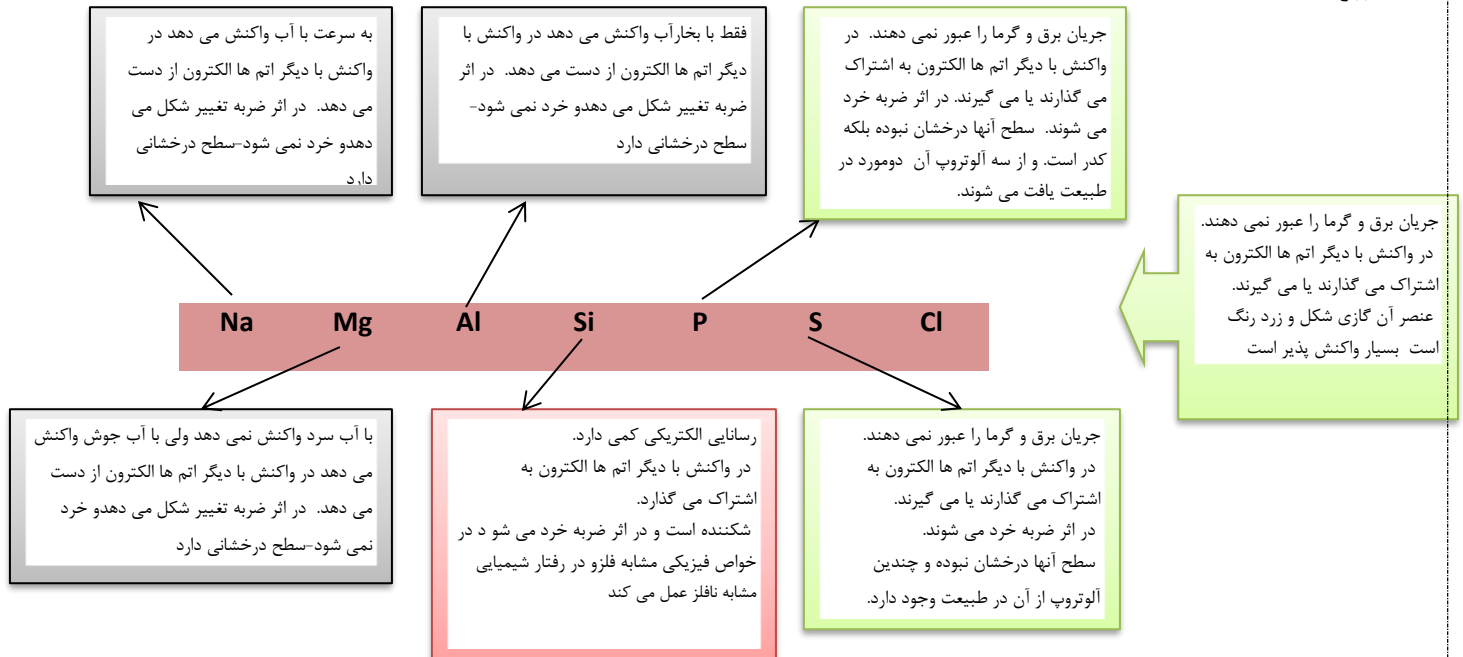 به سرعت با آب واکنش می دهد در
واکنش با دیگر اتم ها الکترون از دست
می دهد. در اثر ضربه تغییر شکل می
دهدو خرد نمی شود-سطح درخشانی
دارد
فقط با بخارآب واکنش می دهد در واکنش با
دیگر اتم ها الکترون از دست می دهد. در اثر
ضربه تغییر شکل می دهدو خرد نمی شود-
سطح درخشانی دارد
جریان برق و گرما را عبور نمی دهند. در
واکنش با دیگر اتم ها الکترون به اشتراک
می گذارند یا می گیرند. در اثر ضربه خرد
می شوند. سطح آنها درخشان نبوده بلکه
کدر است. و از سه آلوتروپ آن دومورد در
طبیعت یافت می شوند.
جریان برق و گرما را عبور نمی دهند.
در واکنش با دیگر اتم ها الکترون به
اشتراک می گذارند یا می گیرند.
عنصر آن گازی شکل و زرد رنگ
است بسیار واکنش پذیر است
Na Mg Al Si P S Cl
با آب سرد واکنش نمی دهد ولی با آب جوش واکنش
می دهد در واکنش با دیگر اتم ها الکترون از دست
می دهد. در اثر ضربه تغییر شکل می دهدو خرد
نمی شود-سطح درخشانی دارد
رسانایی الکتریکی کمی دارد.
در واکنش با دیگر اتم ها الکترون به
اشتراک می گذارد.
شکننده است و در اثر ضربه خرد می شو د در
خواص فیزیکی مشابه فلزو در رفتار شیمیایی
مشابه نافلز عمل می کند
جریان برق و گرما را عبور نمی دهند.
در واکنش با دیگر اتم ها الکترون به
اشتراک می گذارند یا می گیرند.
در اثر ضربه خرد می شوند.
سطح آنها درخشان نبوده و چندین
آلوتروپ از آن در طبیعت وجود دارد.